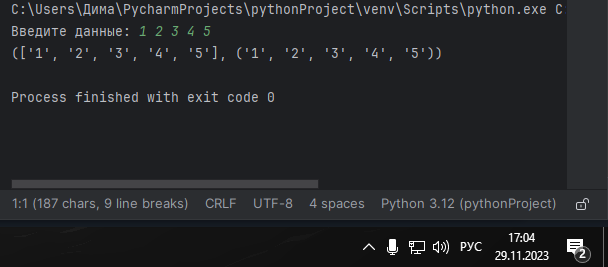 C:\Users\Дима\PycharmProjects\pythonProject\venv\Scripts\python.exe C
Введите данные: 1 2 3 4 5
(['1', '2', '3', '4', '5'], ('1', '2', '3', '4', '5'))
Process finished with exit code 0
1:1 (187 chars, 9 line breaks) CRLF UTF-8 4 spaces Python 3.12 (pythonProject)
РУС 17:04 2
29.11.2023